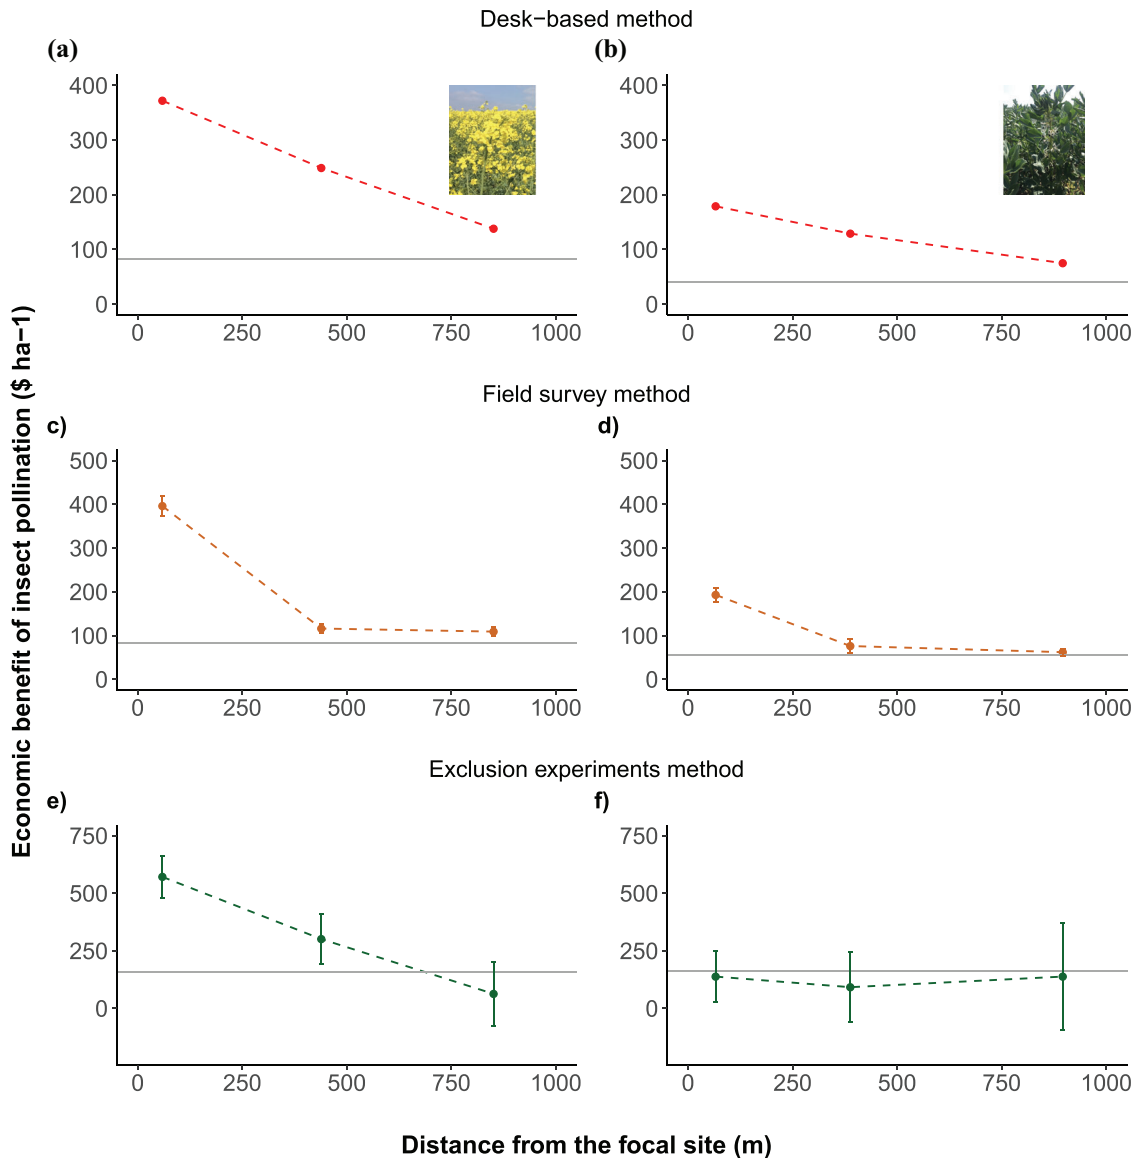 Desk−based method
(a)
(b)
400
300
200
100
0
0 250 500 750 1000
400
300
200
100
0
0 250 500 750 1000
Economic benefit of insect pollination ($ ha−1)
Field survey method
c)
d)
500
400
300
200
100
0
0 250 500 750 1000
500
400
300
200
100
0
0 250 500 750 1000
Exclusion experiments method
e)
f)
750
500
250
0
0 250 500 750 1000
750
500
250
0
0 250 500 750 1000
Distance from the focal site (m)